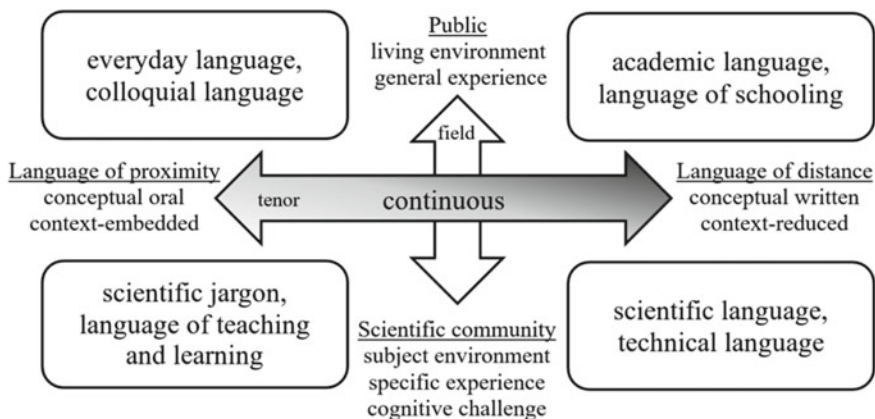 everyday language,
colloquial language
Public
living environment
general experience
academic language,
language of schooling
field
Language of proximity
conceptual oral
context-embedded
tenor
continuous
Language of distance
conceptual written
context-reduced
scientific jargon,
language of teaching
and learning
Scientific community
subject environment
specific experience
cognitive challenge
scientific language,
technical language